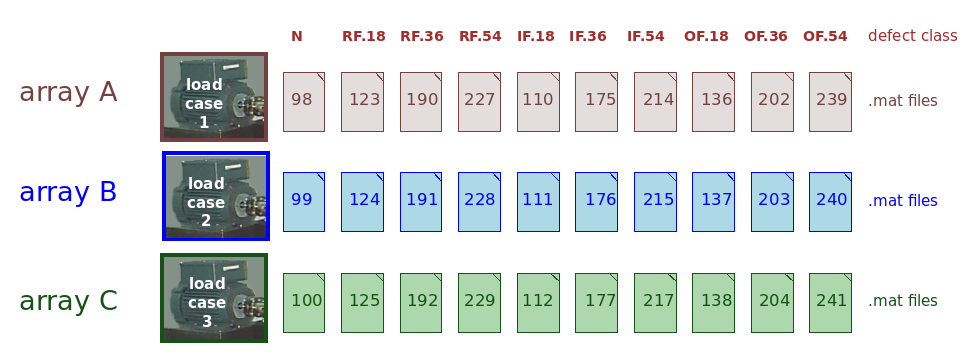 N RF.18 RF.36 RF.54 IF.18 IF.36 IF.54 OF.18 OF.36 OF.54 defect class
array A load case 1 98 123 190 227 110 175 214 136 202 239 .mat files
array B load case 2 99 124 191 228 111 176 215 137 203 240 .mat files
array C load case 3 100 125 192 229 112 177 217 138 204 241 .mat files